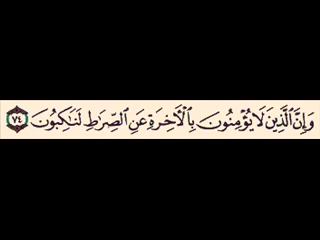 وَإِنَّ ٱلَّذِينَ لَا يُؤْمِنُونَ بِٱلْأَخِرَةِ عَنِ ٱلصِّرَٰطِ لَنَٰكِبُونَ ٧٤